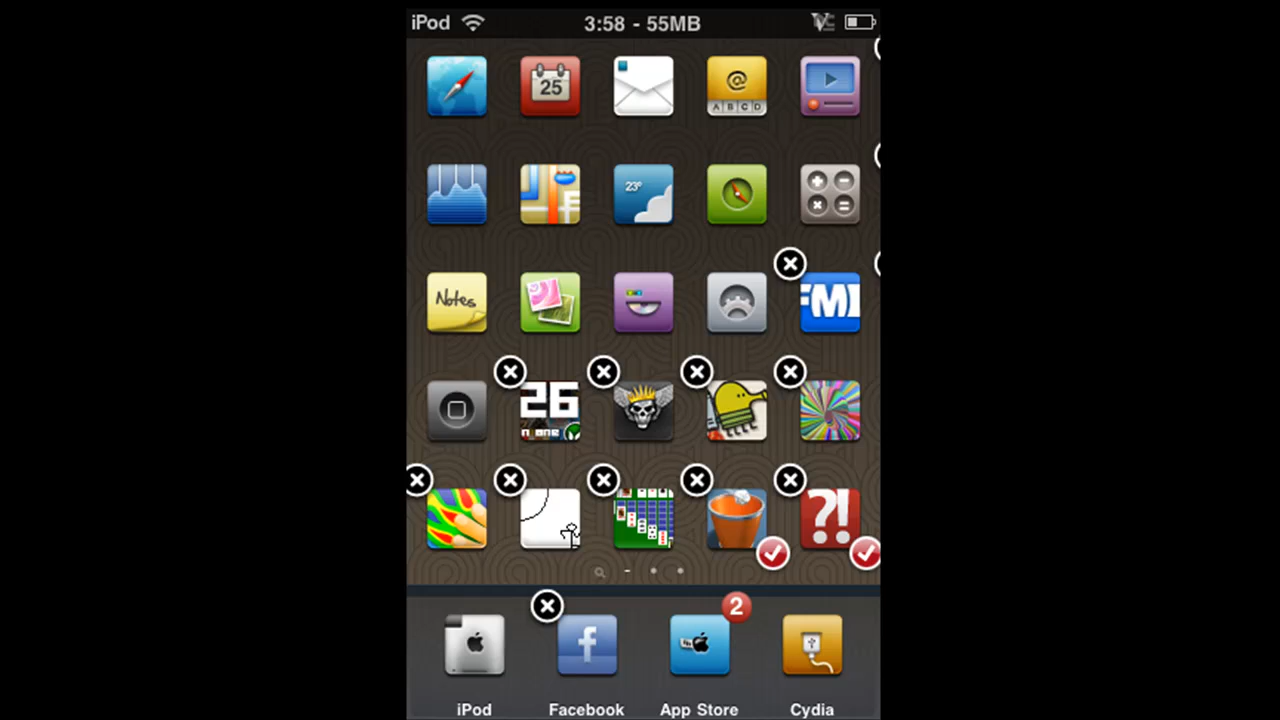 iPod 3:58 - 55MB
25
@
A B C D
23°
Notes
FMI
26
?!
2
f
iPod Facebook App Store Cydia